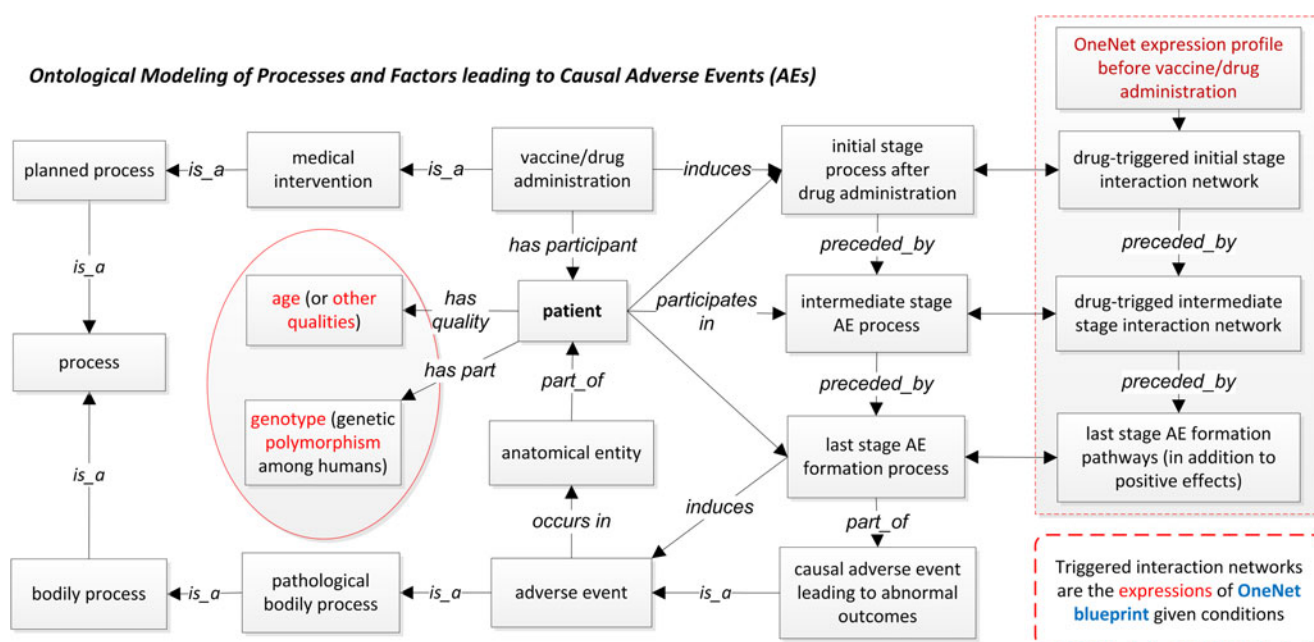 Ontological Modeling of Processes and Factors leading to Causal Adverse Events (AEs)
OneNet expression profile
before vaccine/drug
administration
planned process
is_a
medical
intervention
is_a
vaccine/drug
administration
induces
initial stage
process after
drug administration
drug-triggered initial stage
interaction network
is_a
has participant
preceded_by
preceded_by
age (or other
qualities)
has
quality
patient
participates
in
intermediate stage
AE process
drug-trigged intermediate
stage interaction network
process
has part
part_of
preceded_by
preceded_by
genotype (genetic
polymorphism
among humans)
anatomical entity
last stage AE
formation process
last stage AE formation
pathways (in addition to
positive effects)
is_a
occurs in
induces
part_of
bodily process
is_a
pathological
bodily process
is_a
adverse event
is_a
causal adverse event
leading to abnormal
outcomes
Triggered interaction networks
are the expressions of OneNet
blueprint given conditions